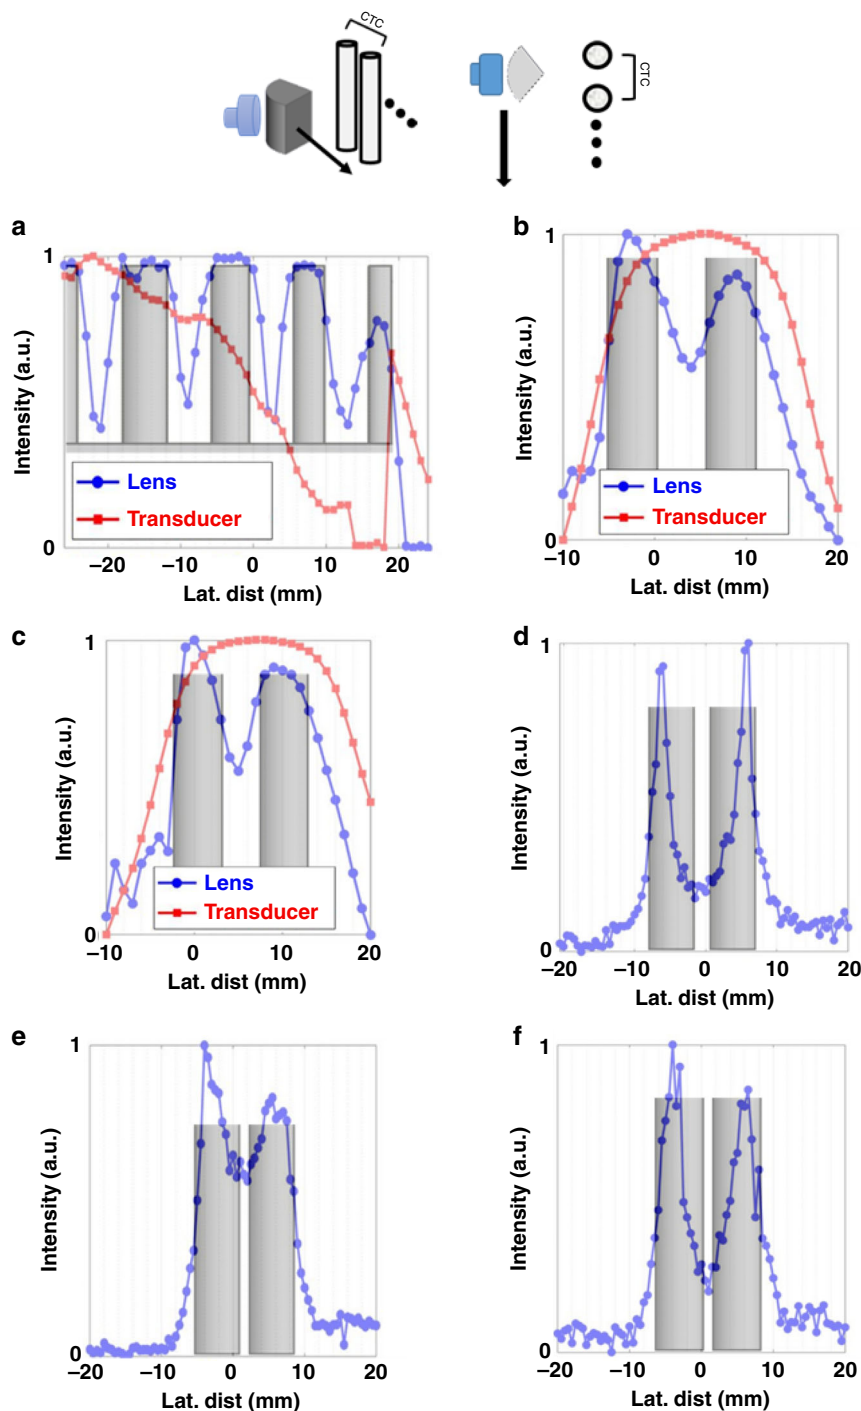 CTC
CTC
a
1
0
Intensity (a.u.)
Lens
Transducer
–20
–10
0
10
20
Lat. dist (mm)
b
1
0
Intensity (a.u.)
Lens
Transducer
–10
0
10
20
Lat. dist (mm)
c
1
0
Intensity (a.u.)
Lens
Transducer
–10
0
10
20
Lat. dist (mm)
d
1
0
Intensity (a.u.)
–20
–10
0
10
20
Lat. dist (mm)
e
1
0
Intensity (a.u.)
–20
–10
0
10
20
Lat. dist (mm)
f
1
0
Intensity (a.u.)
–20
–10
0
10
20
Lat. dist (mm)